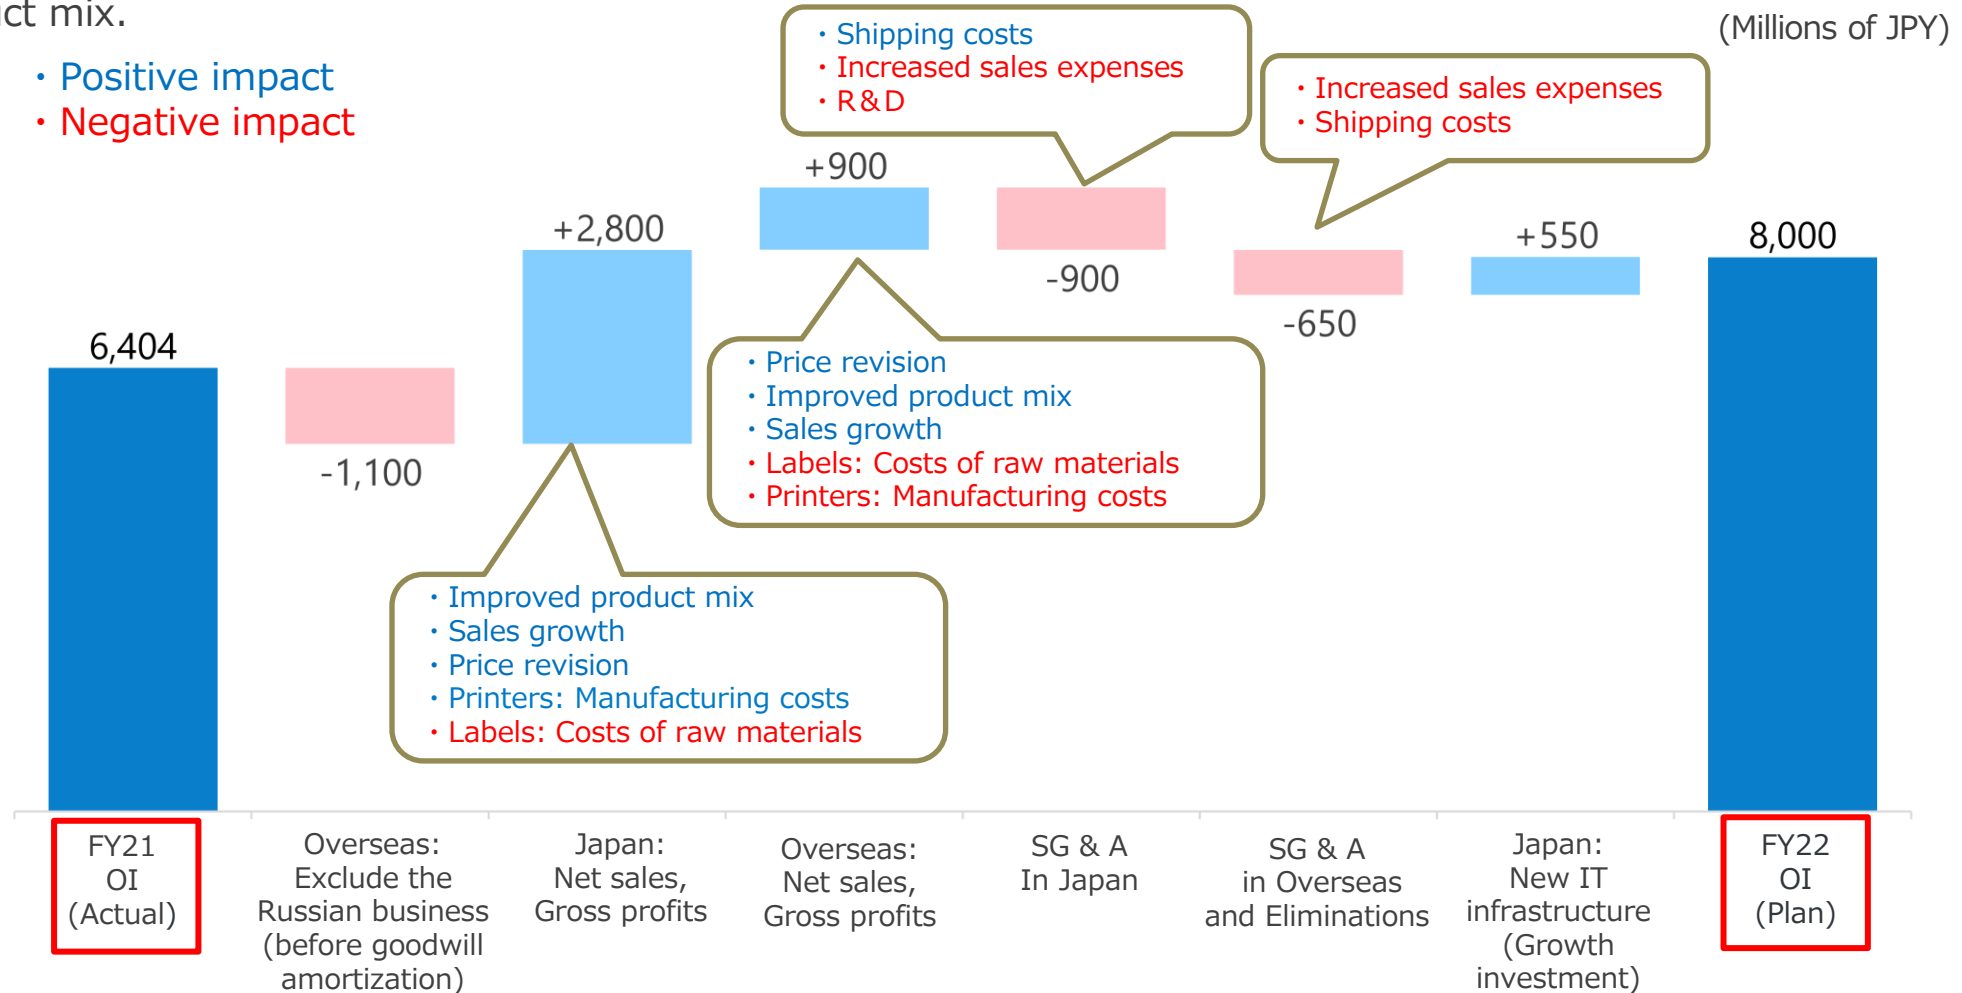 uct mix.
(Millions of JPY)
・Positive impact
・Negative impact
・Shipping costs
・Increased sales expenses
・R&D
・Increased sales expenses
・Shipping costs
6,404
-1,100
+2,800
+900
-900
-650
+550
8,000
・Price revision
・Improved product mix
・Sales growth
・Labels: Costs of raw materials
・Printers: Manufacturing costs
・Improved product mix
・Sales growth
・Price revision
・Printers: Manufacturing costs
・Labels: Costs of raw materials
FY21
OI
(Actual)
Overseas:
Exclude the
Russian business
(before goodwill
amortization)
Japan:
Net sales,
Gross profits
Overseas:
Net sales,
Gross profits
SG & A
In Japan
SG & A
in Overseas
and Eliminations
Japan:
New IT
infrastructure
(Growth
investment)
FY22
OI
(Plan)